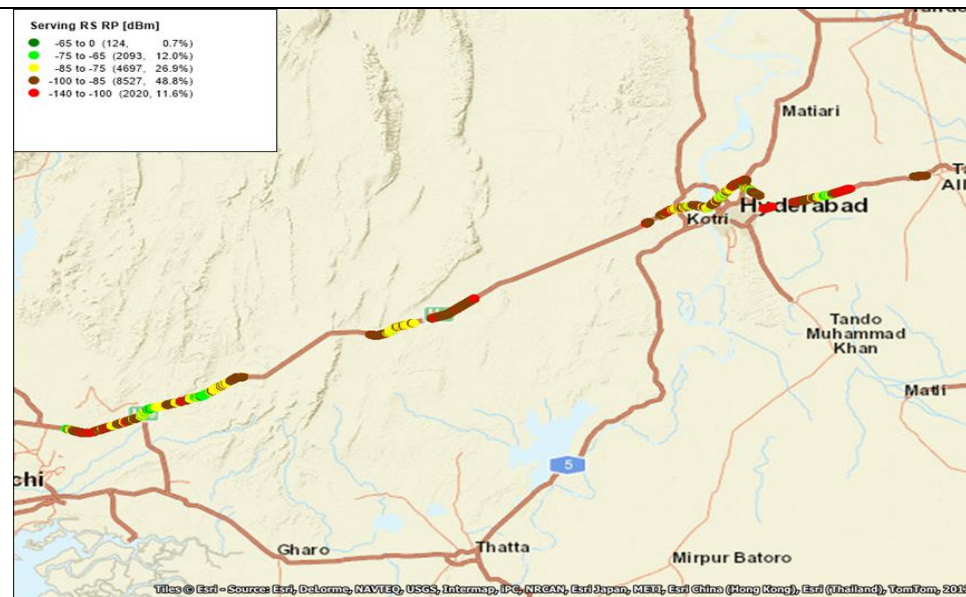 Serving RS RP [dBm]
-65 to 0 (124, 0.7%)
-75 to -65 (2093, 12.0%)
-85 to -75 (4697, 26.9%)
-100 to -85 (8527, 48.8%)
-140 to -100 (2020, 11.6%)
Matiari
Hyderabad
Kotri
Tando
Muhammad
Khan
Matli
5
chi
Gharo
Thatta
Mirpur Batoro
Tiles © Esri - Source: Esri, DeLorme, NAVTEQ, USGS, Intermap, iPC, NRCAN, Esri Japan, METI, Esri China (Hong Kong), Esri (Thailand), TomTom, 201